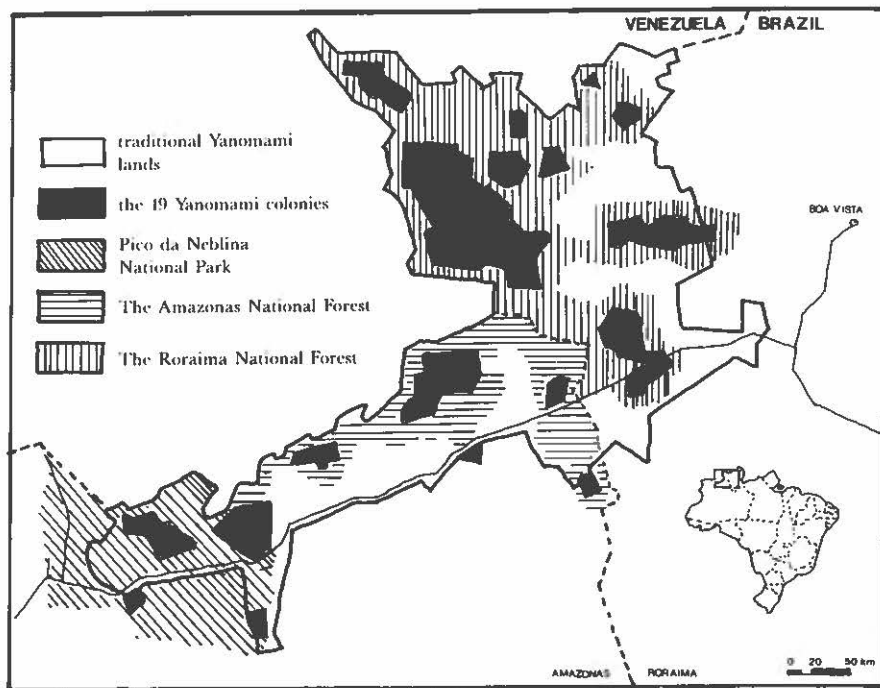 VENEZUELA BRAZIL
traditional Yanomami
lands
the 19 Yanomami colonies
Pico da Neblina
National Park
The Amazonas National Forest
The Roraima National Forest
BOA VISTA
0 20 50 km
AMAZONAS RORAIMA